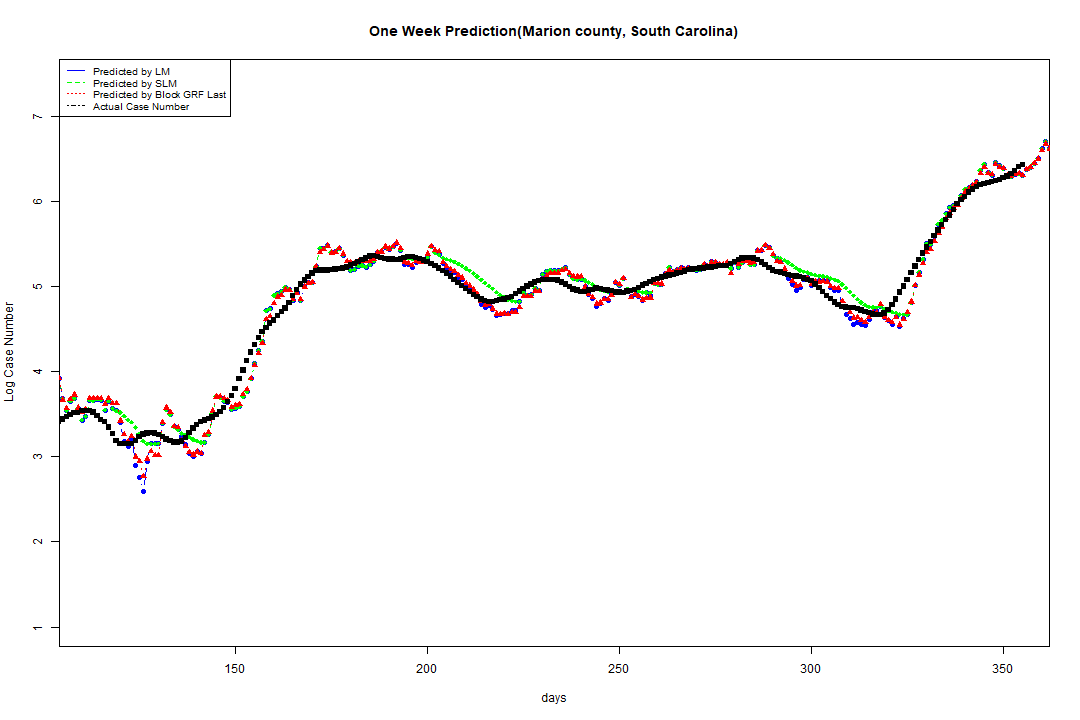 One Week Prediction(Marion county, South Carolina)
Predicted by LM
Predicted by SLM
Predicted by Block GRF Last
Actual Case Number
7
6
5
4
3
2
1
Log Case Number
150 200 250 300 350
days